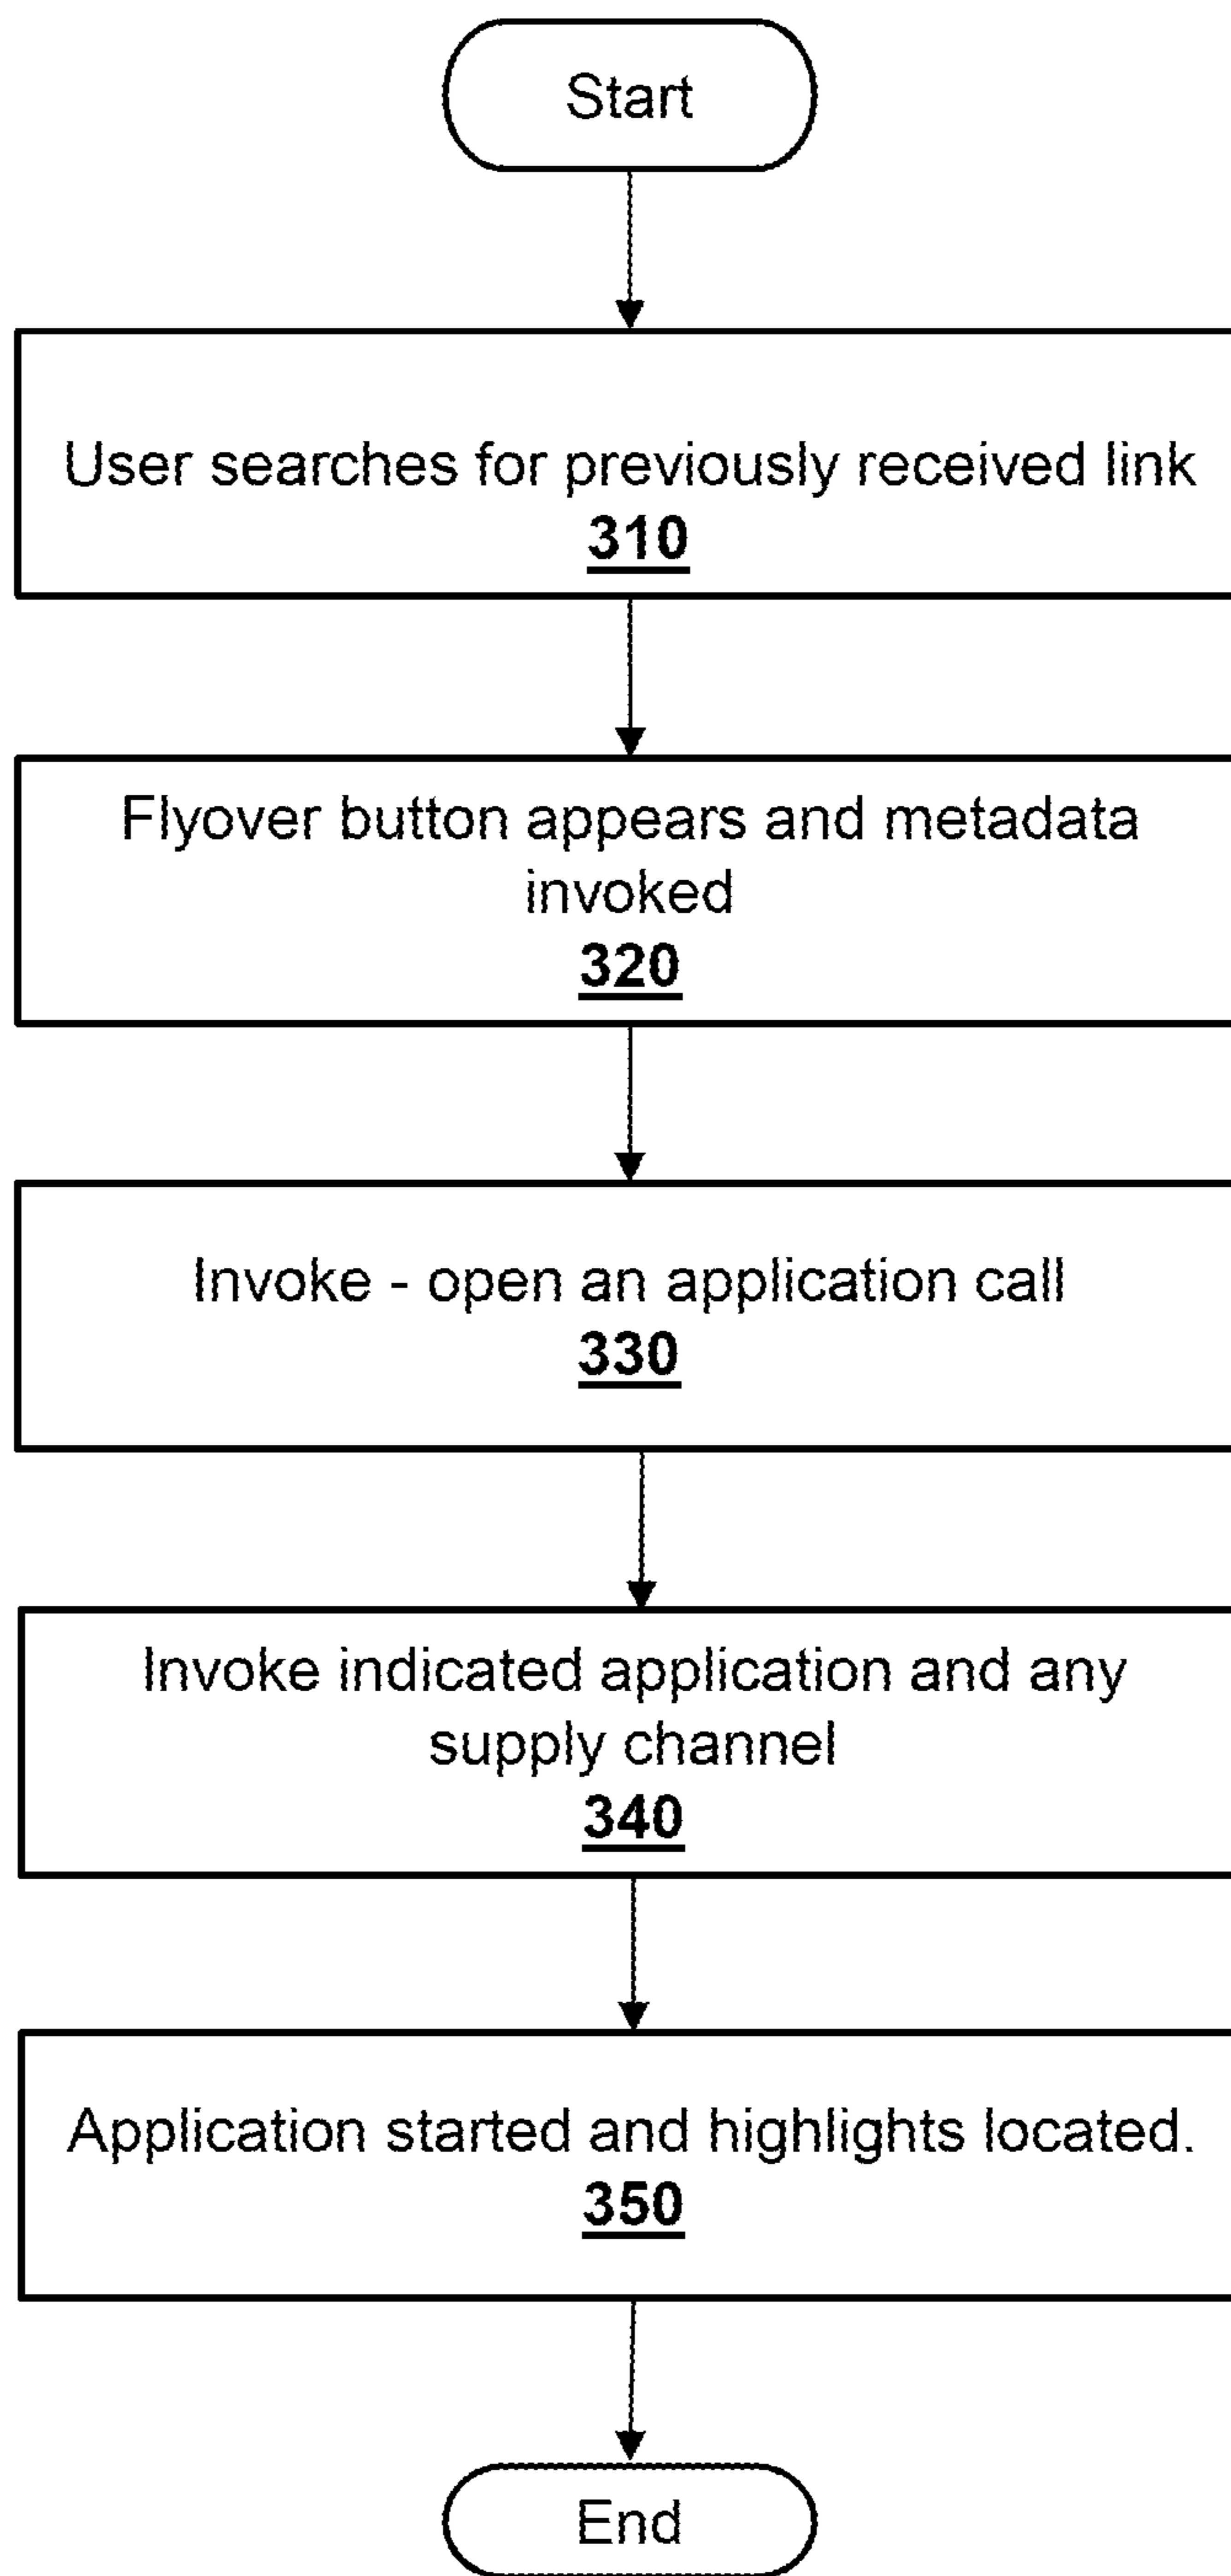 Start
User searches for previously received link
310
Flyover button appears and metadata
invoked
320
Invoke - open an application call
330
Invoke indicated application and any
supply channel
340
Application started and highlights located.
350
End